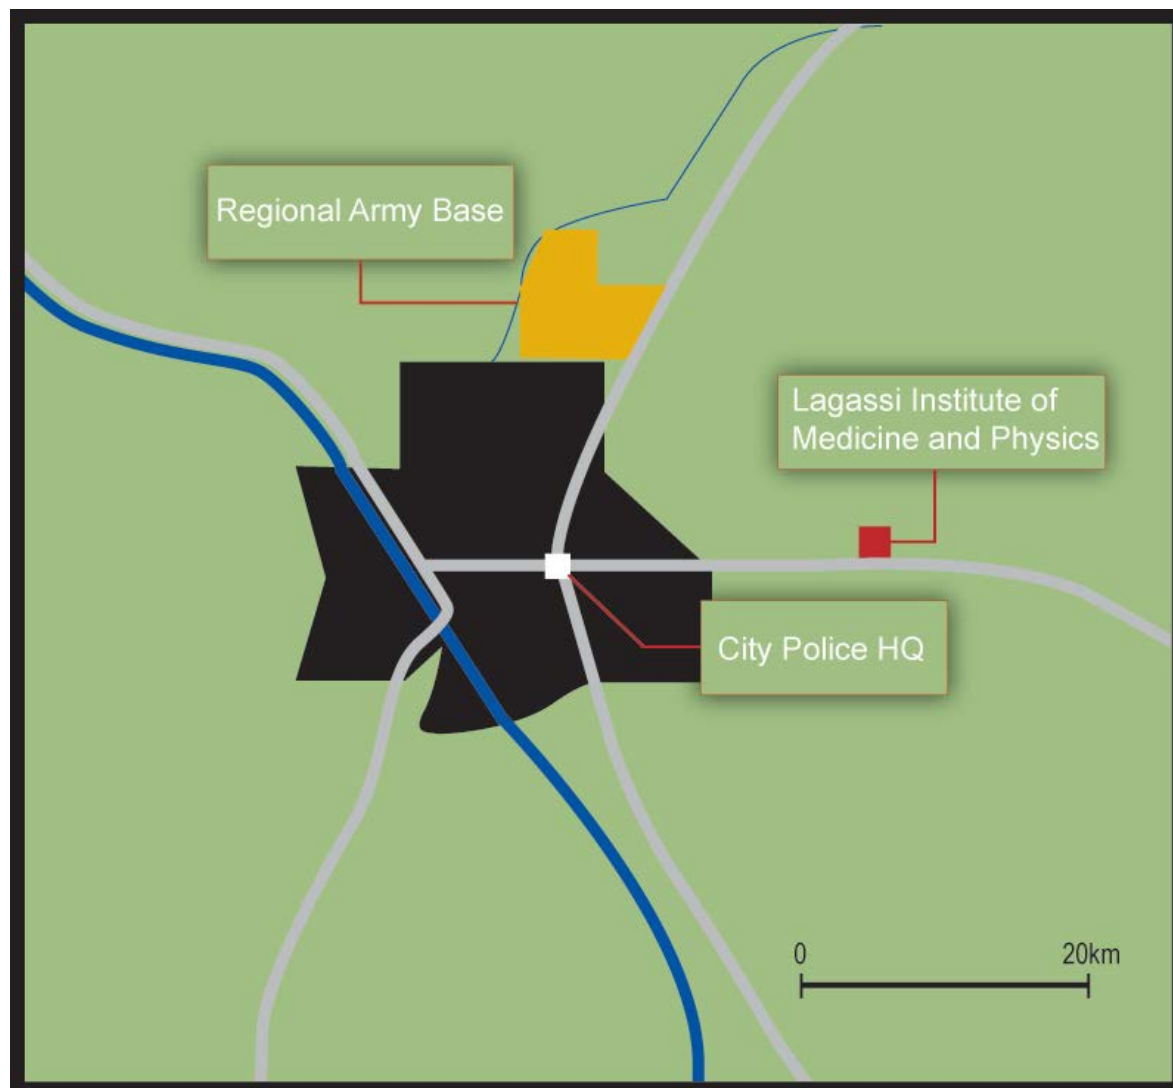 Regional Army Base
Lagassi Institute of
Medicine and Physics
City Police HQ
0 20km